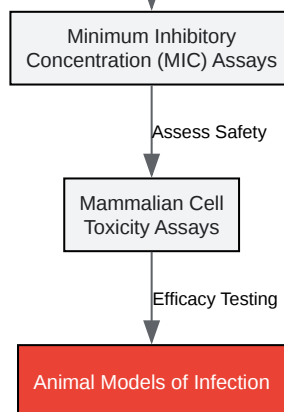 Minimum Inhibitory
Concentration (MIC) Assays
Assess Safety
Mammalian Cell
Toxicity Assays
Efficacy Testing
Animal Models of Infection